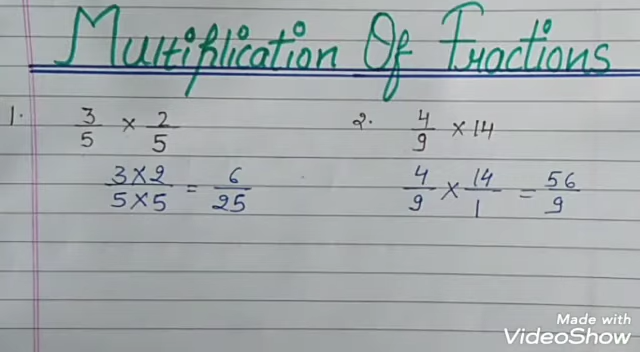 Multiplication Of Fractions
1. 3/5 × 2/5
3×2/5×5 = 6/25
2. 4/9 × 14
4/9 × 14/1 = 56/9
Made with
VideoShow